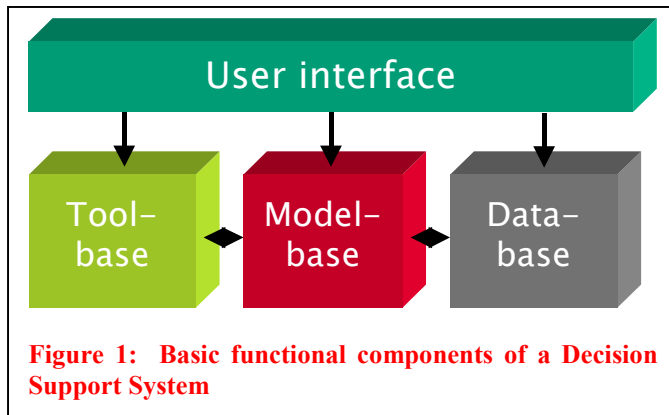 User interface
Tool-
base
Model-
base
Data-
base
Figure 1: Basic functional components of a Decision
Support System